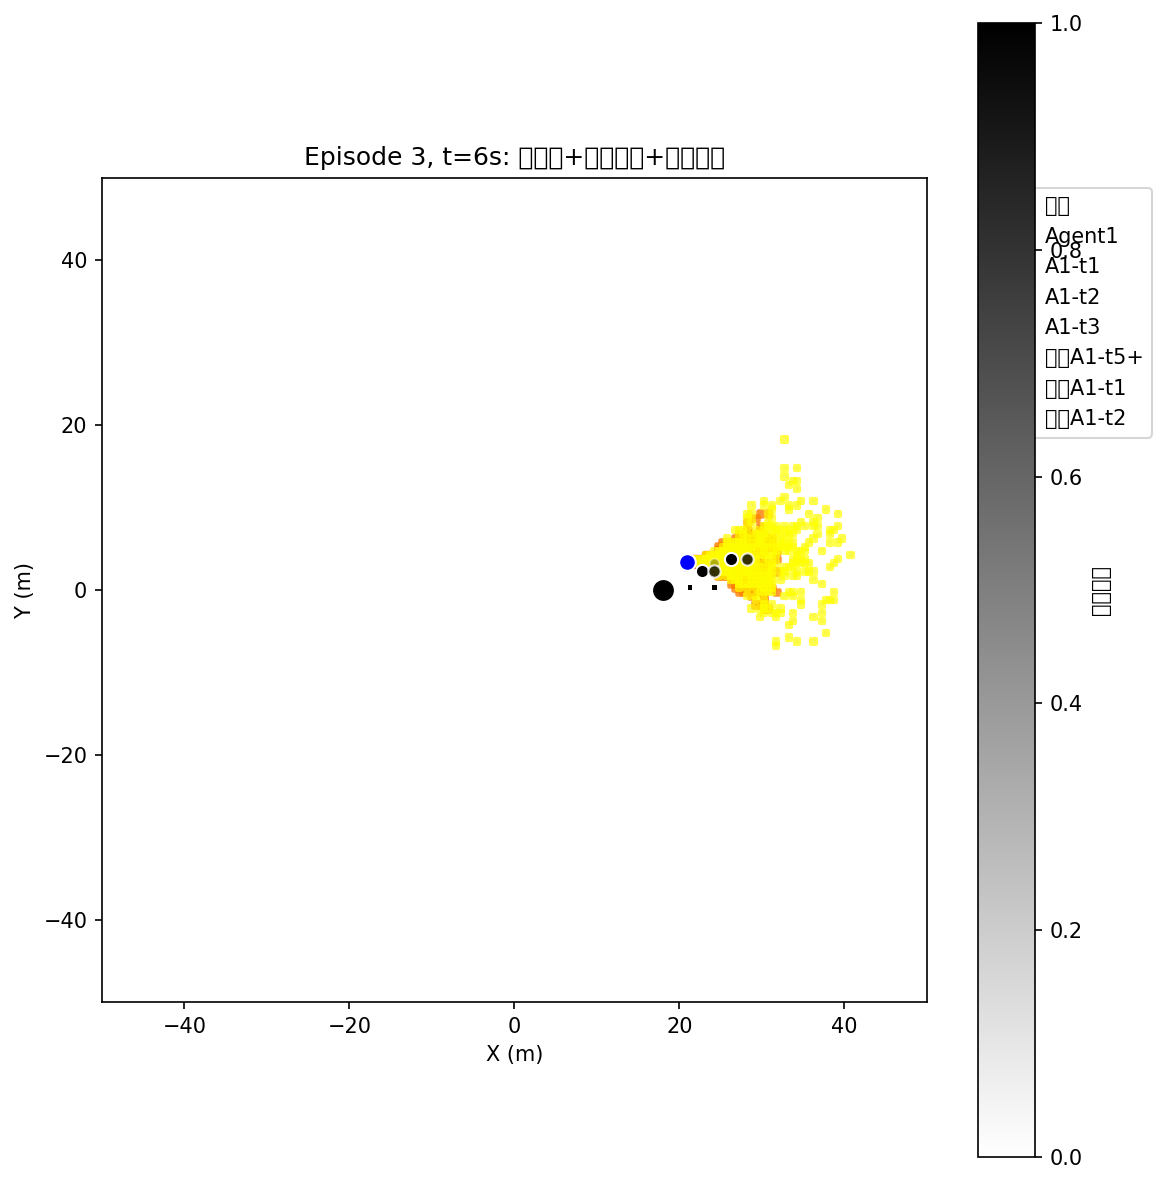 Episode 3, t=6s: □□□+□□□□+□□□□
40
20
0
−20
−40
Y (m)
−40
−20
0
20
40
X (m)
1.0
0.8
0.6
0.4
0.2
0.0
□□□□
□□
Agent1
A1-t1
A1-t2
A1-t3
□□A1-t5+
□□A1-t1
□□A1-t2